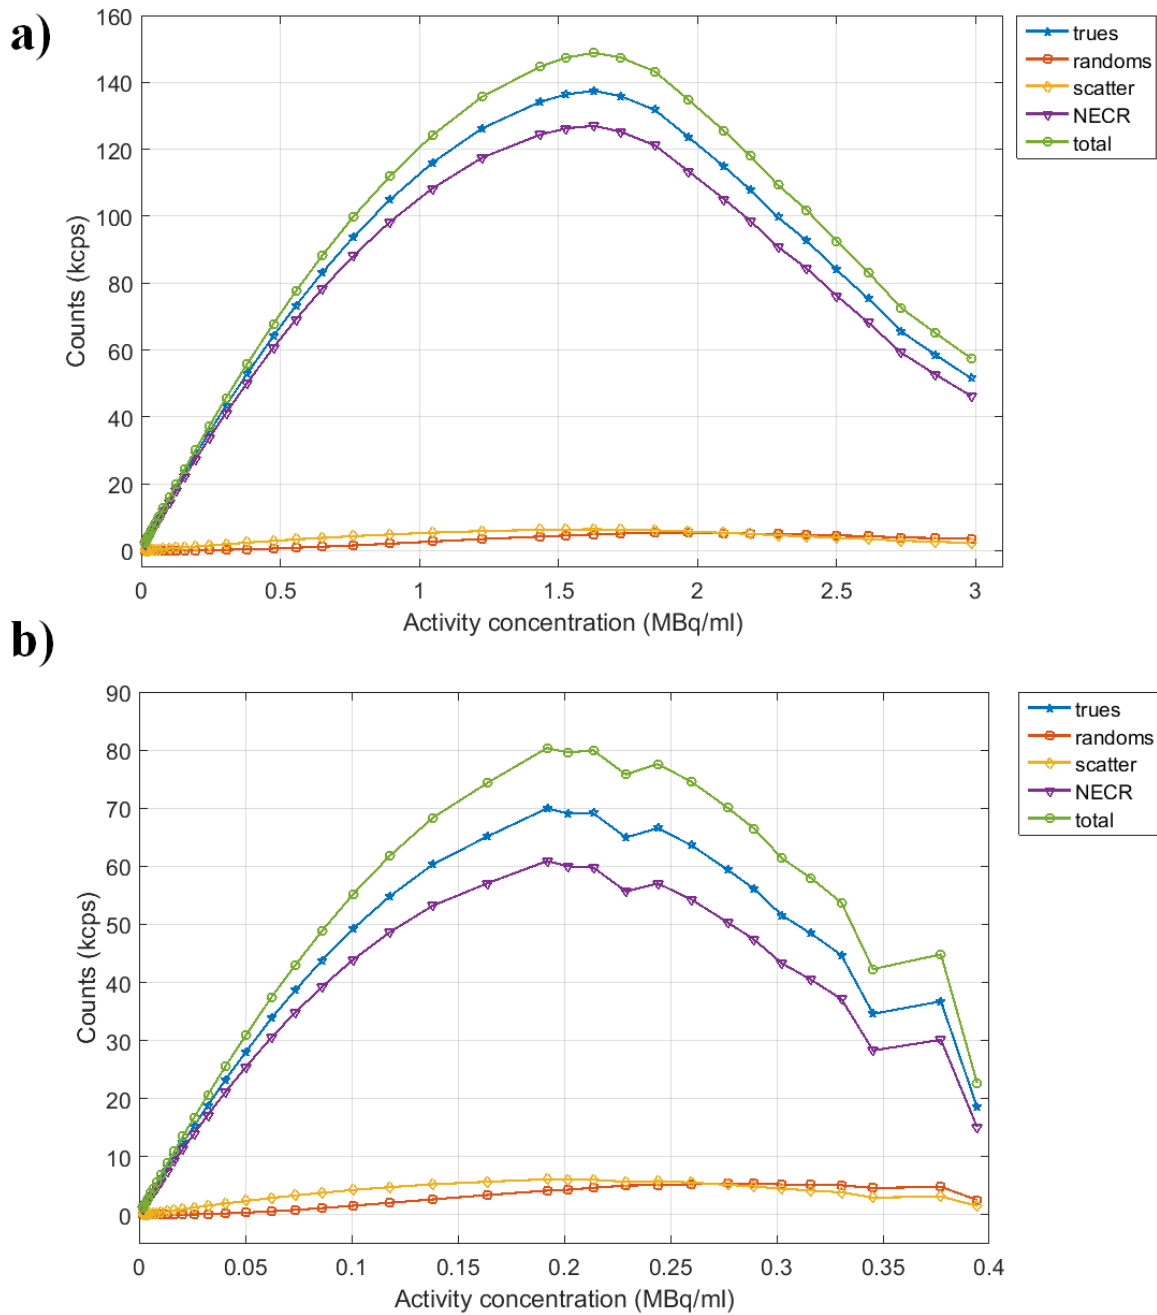 a)
160
140
120
100
80
60
40
20
0
Counts (kcps)
0 0.5 1 1.5 2 2.5 3
Activity concentration (MBq/ml)
trues
randoms
scatter
NECR
total
b)
90
80
70
60
50
40
30
20
10
0
Counts (kcps)
0 0.05 0.1 0.15 0.2 0.25 0.3 0.35 0.4
Activity concentration (MBq/ml)
trues
randoms
scatter
NECR
total